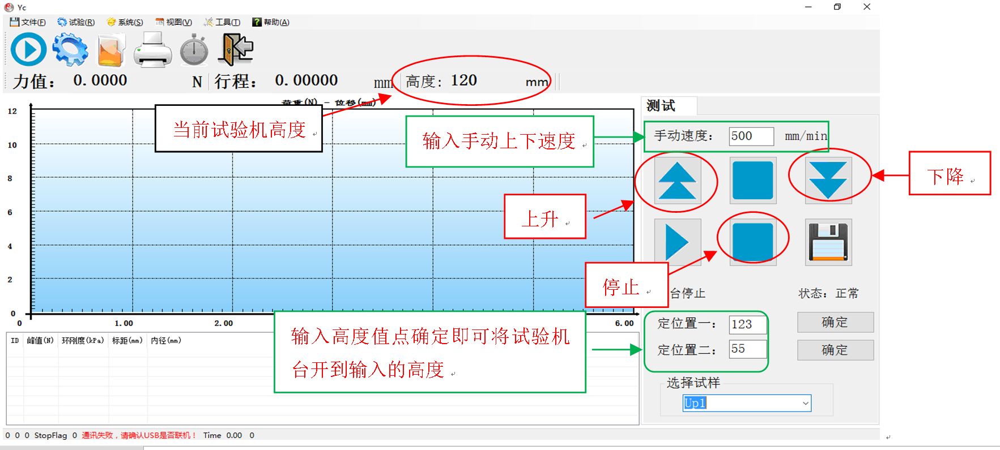 Yc
文件(F) 试验(R) 系统(S) 视图(V) 工具(T) 帮助(A)
力值： 0.0000 N 行程： 0.00000 mm 高度: 120 mm
荷重(N) - 位移(mm)
12
10
8
6
4
2
0
0 1.00 2.00 6.00
当前试验机高度
输入手动上下速度
上升
停止
下降
输入高度值点确定即可将试验机
台开到输入的高度
测试
手动速度： 500 mm/min
台停止 状态：正常
定位置一： 123 确定
定位置二： 55 确定
选择试样
Up1
ID 峰值(N) 环刚度(kPa) 标距(mm) 内径(mm)
0 0 0 StopFlag 0 通讯失败，请确认USB是否联机！ Time 0.00 0